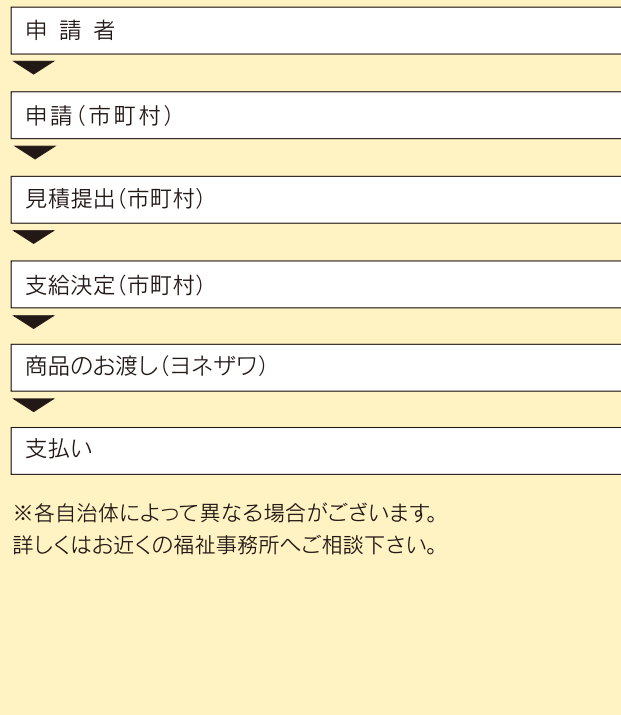 申 請 者
申請（市町村）
見積提出（市町村）
支給決定（市町村）
商品のお渡し（ヨネザワ）
支払い
※各自治体によって異なる場合がございます。
詳しくはお近くの福祉事務所へご相談下さい。